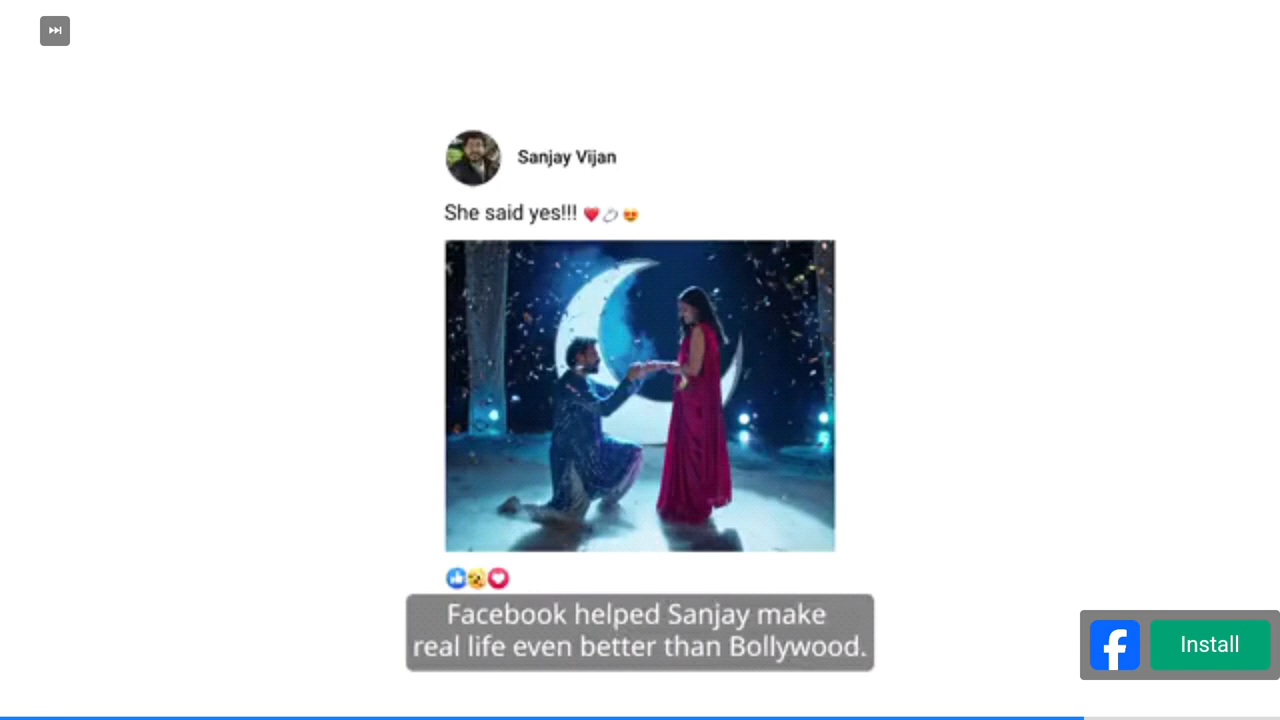 Sanjay Vijan
She said yes!!! ❤️💍😍
Facebook helped Sanjay make
real life even better than Bollywood.
Install